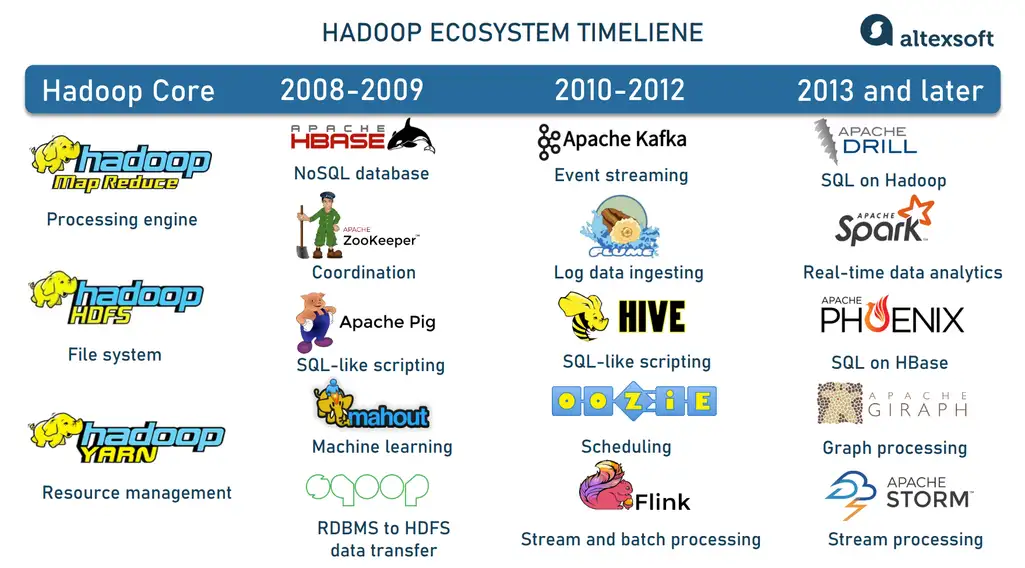 HADOOP ECOSYSTEM TIMELIENE
altexsoft
Hadoop Core
2008-2009
2010-2012
2013 and later
hadoop
Map Reduce
Processing engine
hadoop
HDFS
File system
hadoop
YARN
Resource management
APACHE
HBASE
NoSQL database
APACHE
ZooKeeper™
Coordination
Apache Pig
SQL-like scripting
mahout
Machine learning
sqoop
RDBMS to HDFS
data transfer
Apache Kafka
Event streaming
FLUME
Log data ingesting
HIVE
SQL-like scripting
OOZiE
Scheduling
Flink
Stream and batch processing
APACHE
DRILL
SQL on Hadoop
APACHE
Spark™
Real-time data analytics
APACHE
PHOENIX
SQL on HBase
APACHE
GIRAPH
Graph processing
APACHE
STORM™
Stream processing